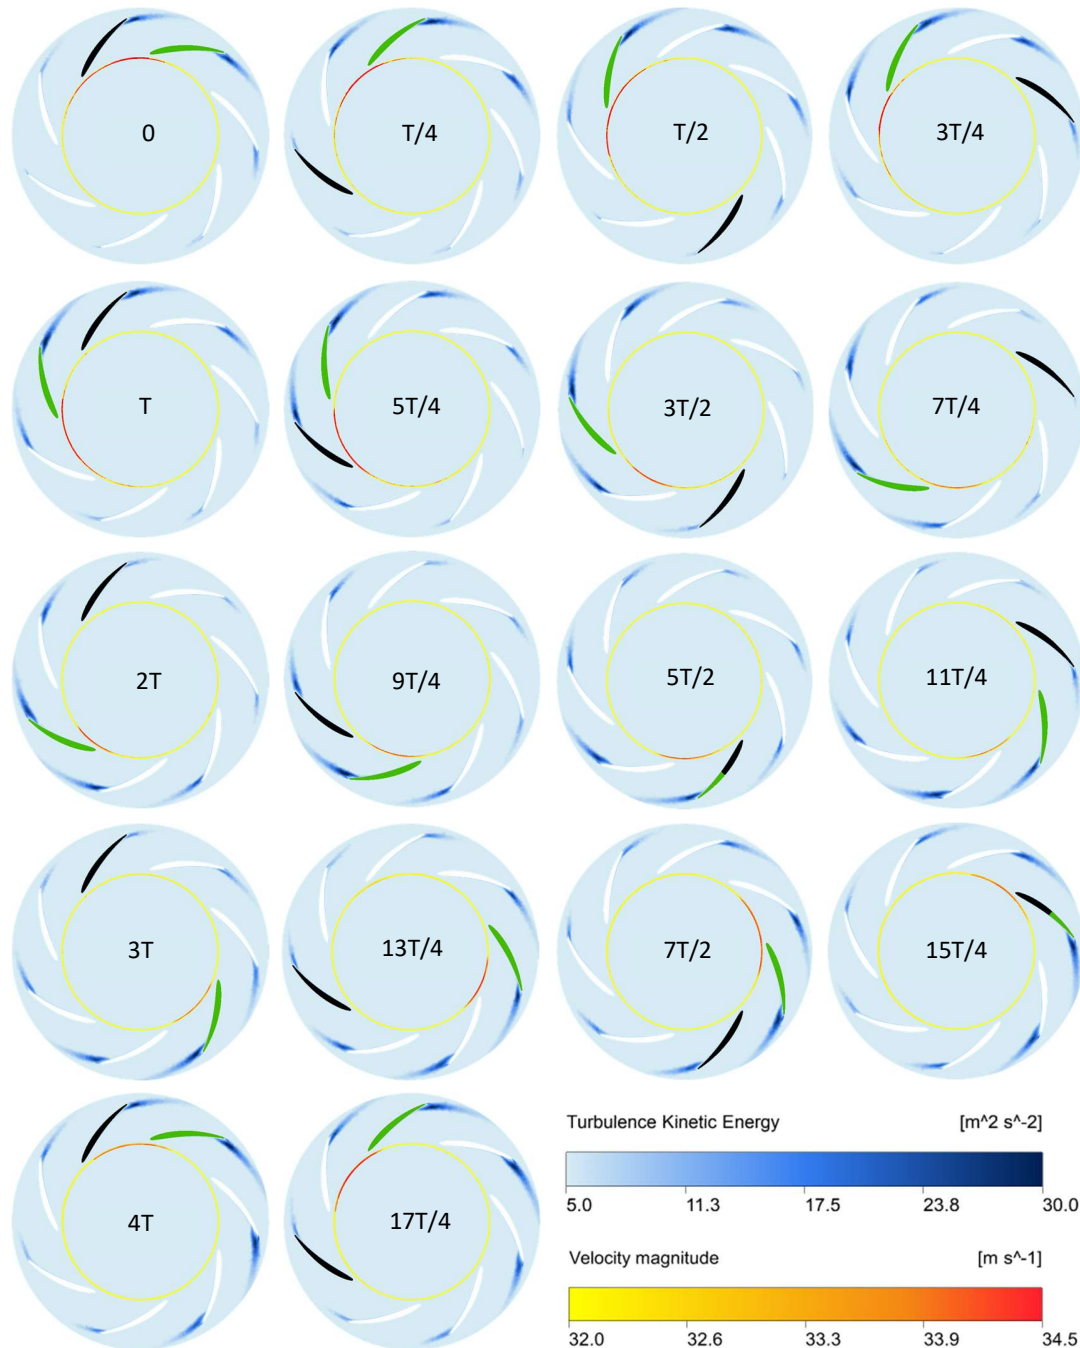 0
T/4
T/2
3T/4
T
5T/4
3T/2
7T/4
2T
9T/4
5T/2
11T/4
3T
13T/4
7T/2
15T/4
4T
17T/4
Turbulence Kinetic Energy [m^2 s^-2]
5.0 11.3 17.5 23.8 30.0
Velocity magnitude [m s^-1]
32.0 32.6 33.3 33.9 34.5